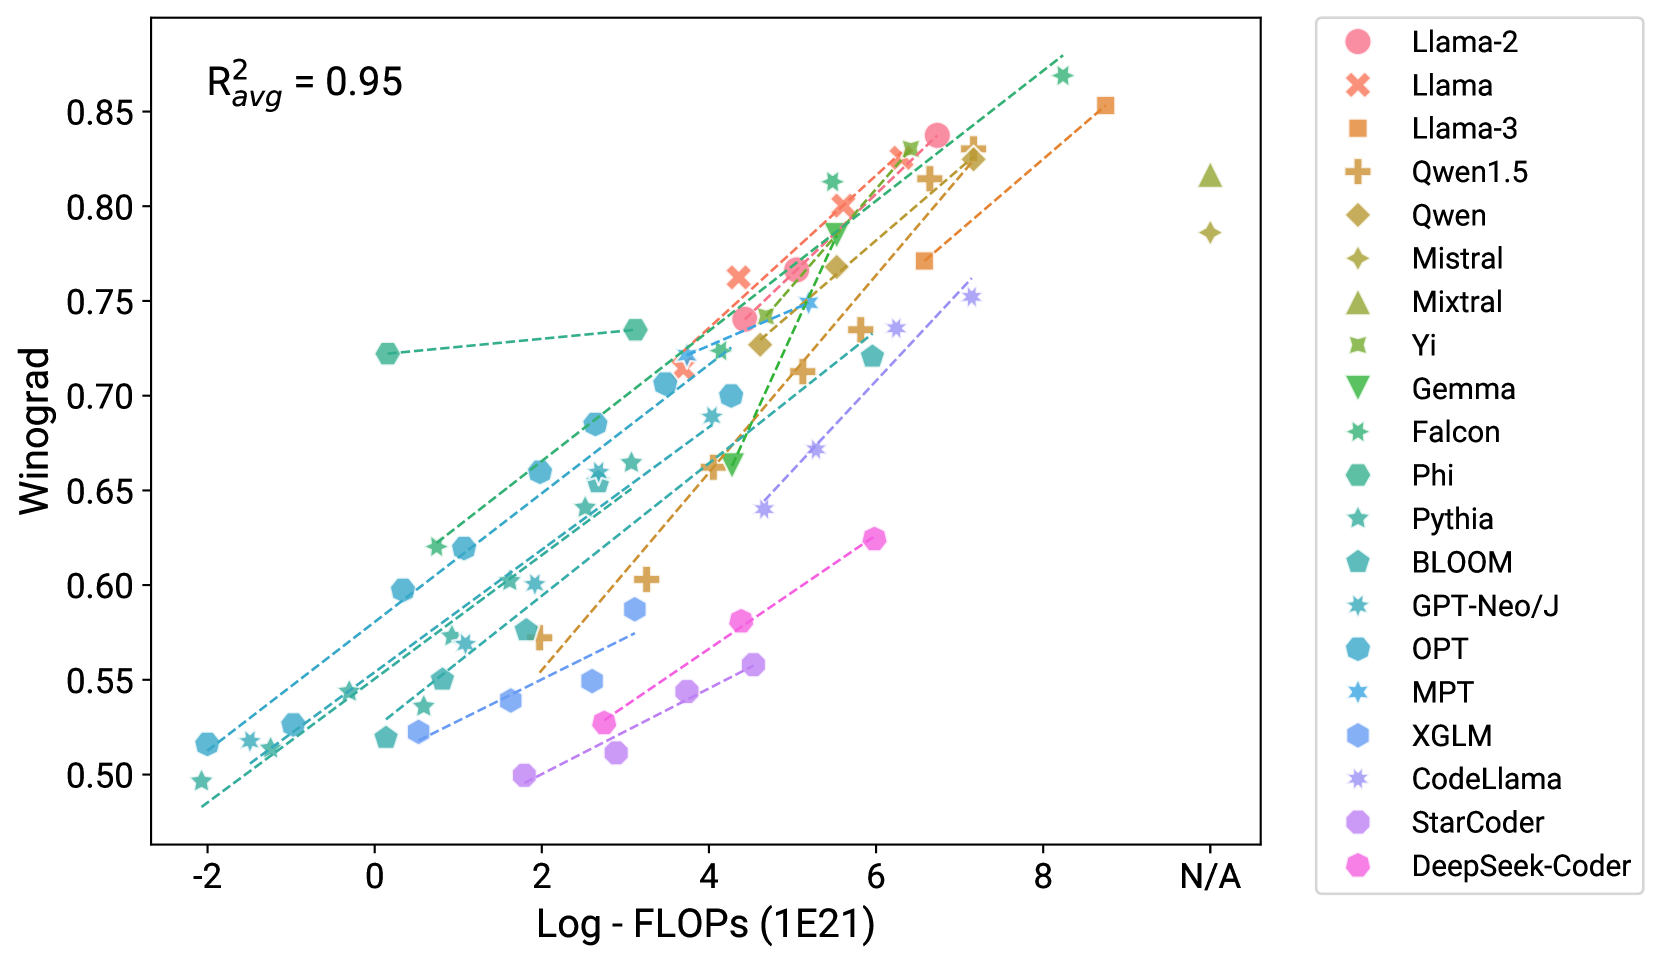 R²avg = 0.95
Winograd
0.85
0.80
0.75
0.70
0.65
0.60
0.55
0.50
-2 0 2 4 6 8 N/A
Log - FLOPs (1E21)
Llama-2
Llama
Llama-3
Qwen1.5
Qwen
Mistral
Mixtral
Yi
Gemma
Falcon
Phi
Pythia
BLOOM
GPT-Neo/J
OPT
MPT
XGLM
CodeLlama
StarCoder
DeepSeek-Coder